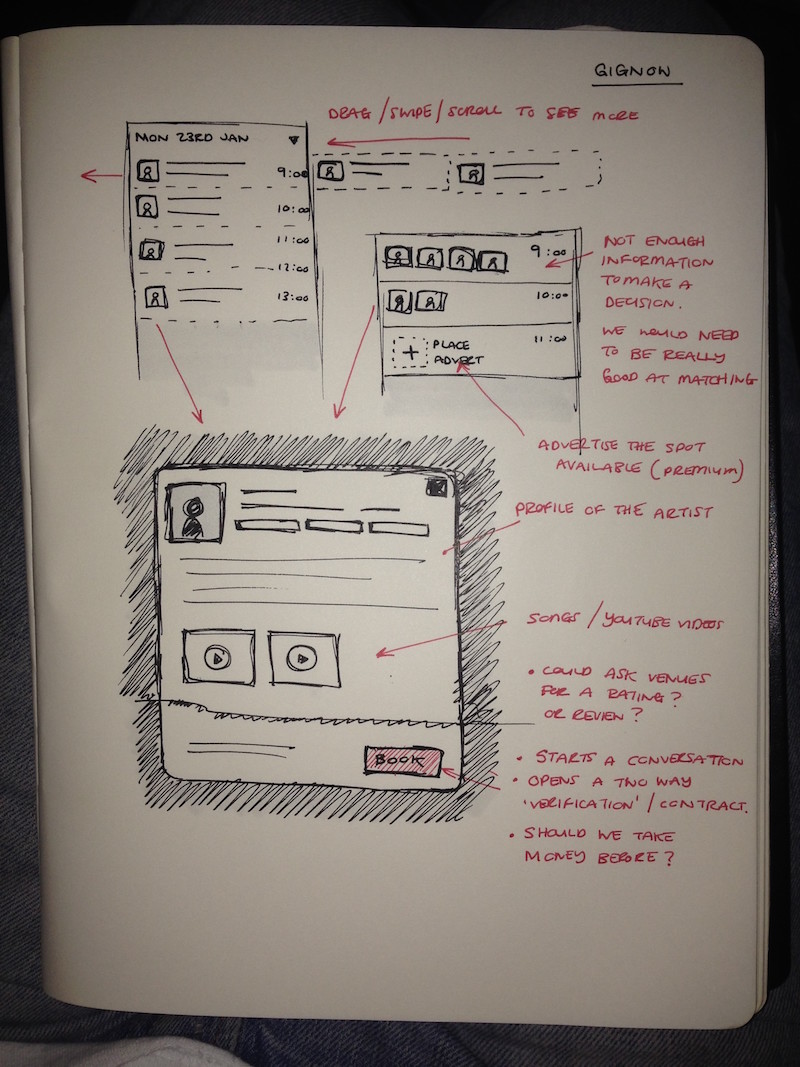 GIGNOW
DRAG/SWIPE/SCROLL TO SEE MORE
MON 23RD JAN
9:00
10:00
11:00
12:00
13:00
9:00
10:00
11:00
PLACE
ADVERT
NOT ENOUGH
INFORMATION
TO MAKE A
DECISION.
WE WOULD NEED
TO BE REALLY
GOOD AT MATCHING
ADVERTISE THE SPOT
AVAILABLE (PREMIUM)
PROFILE OF THE ARTIST
SONGS / YOUTUBE VIDEOS
• COULD ASK VENUES
FOR A RATING?
OR REVIEW?
BOOK
• STARTS A CONVERSATION
• OPENS A TWO WAY
'VERIFICATION' / CONTRACT.
• SHOULD WE TAKE
MONEY BEFORE?